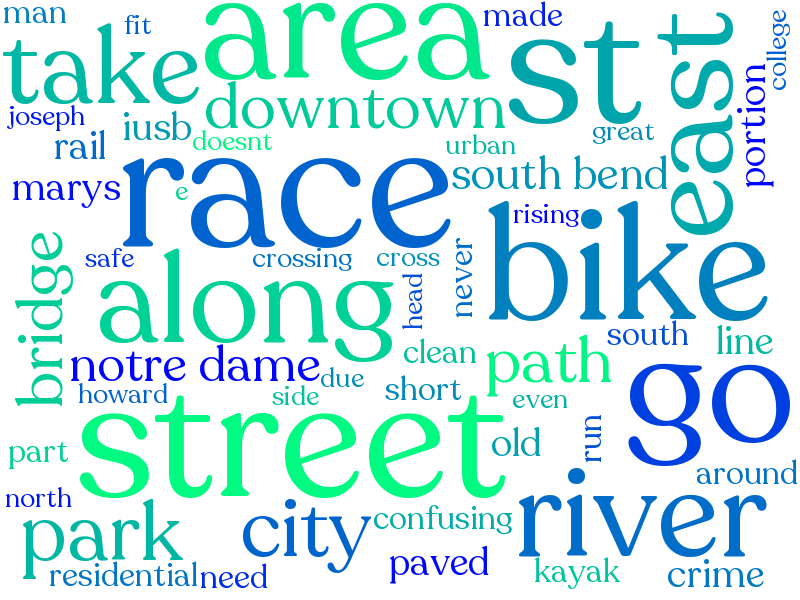 man
fit
area
made
st
east
college
take
downtown
portion
joseph
iusb
rail
doesnt
urban
great
race
south bend
marys
e
rising
bike
bridge
safe
crossing
cross
never
along
head
south
line
notre dame
due
clean
path
howard
side
short
even
go
street
old
run
part
around
north
park
city
confusing
river
residential
need
paved
kayak
crime